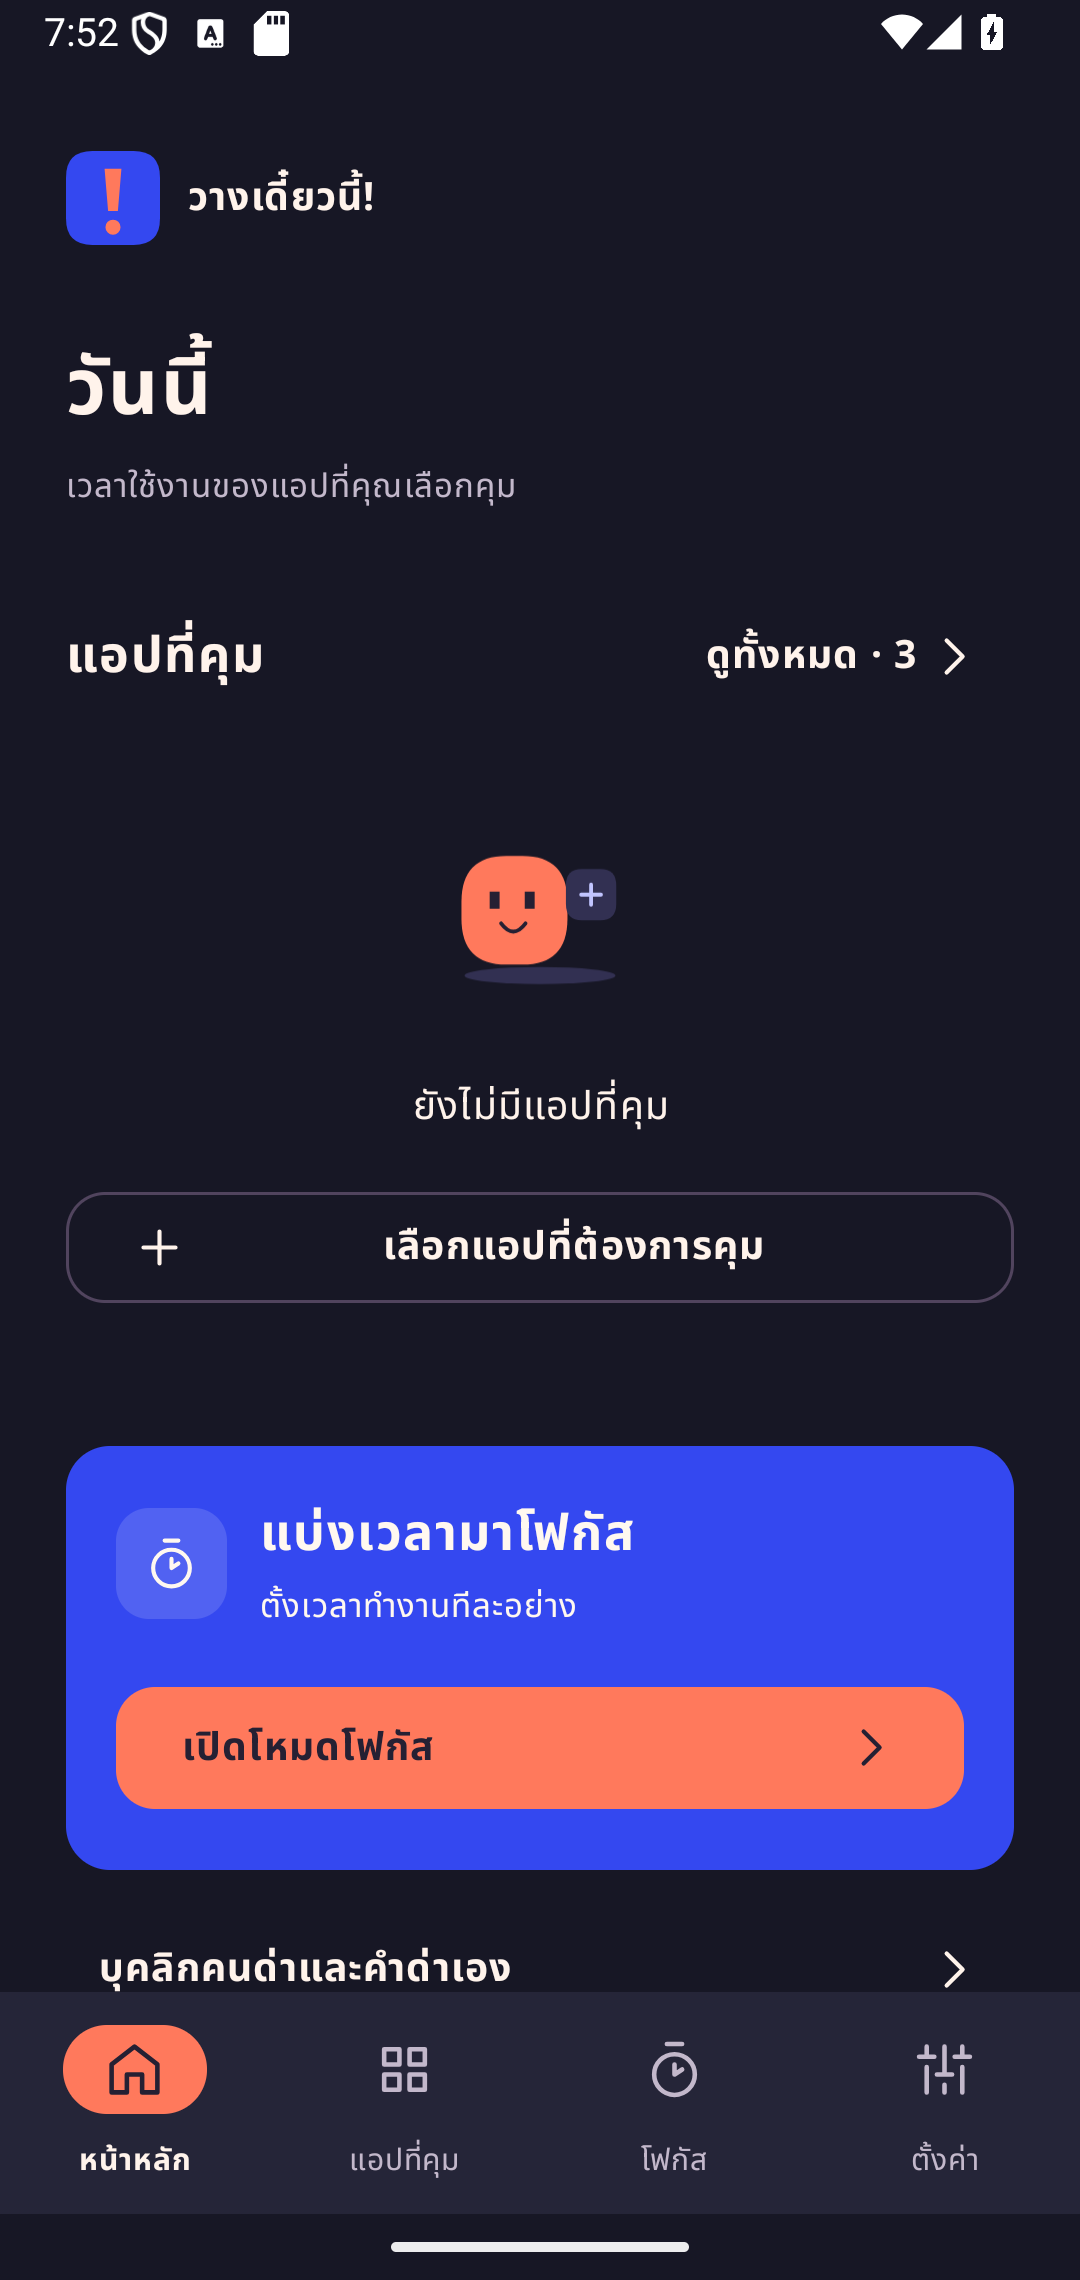 7:52
วางเดี๋ยวนี้!
วันนี้
เวลาใช้งานของแอปที่คุณเลือกคุม
แอปที่คุม
ดูทั้งหมด · 3
ยังไม่มีแอปที่คุม
เลือกแอปที่ต้องการคุม
แบ่งเวลามาโฟกัส
ตั้งเวลาทำงานทีละอย่าง
เปิดโหมดโฟกัส
บุคลิกคนด่าและคำด่าเอง
หน้าหลัก
แอปที่คุม
โฟกัส
ตั้งค่า